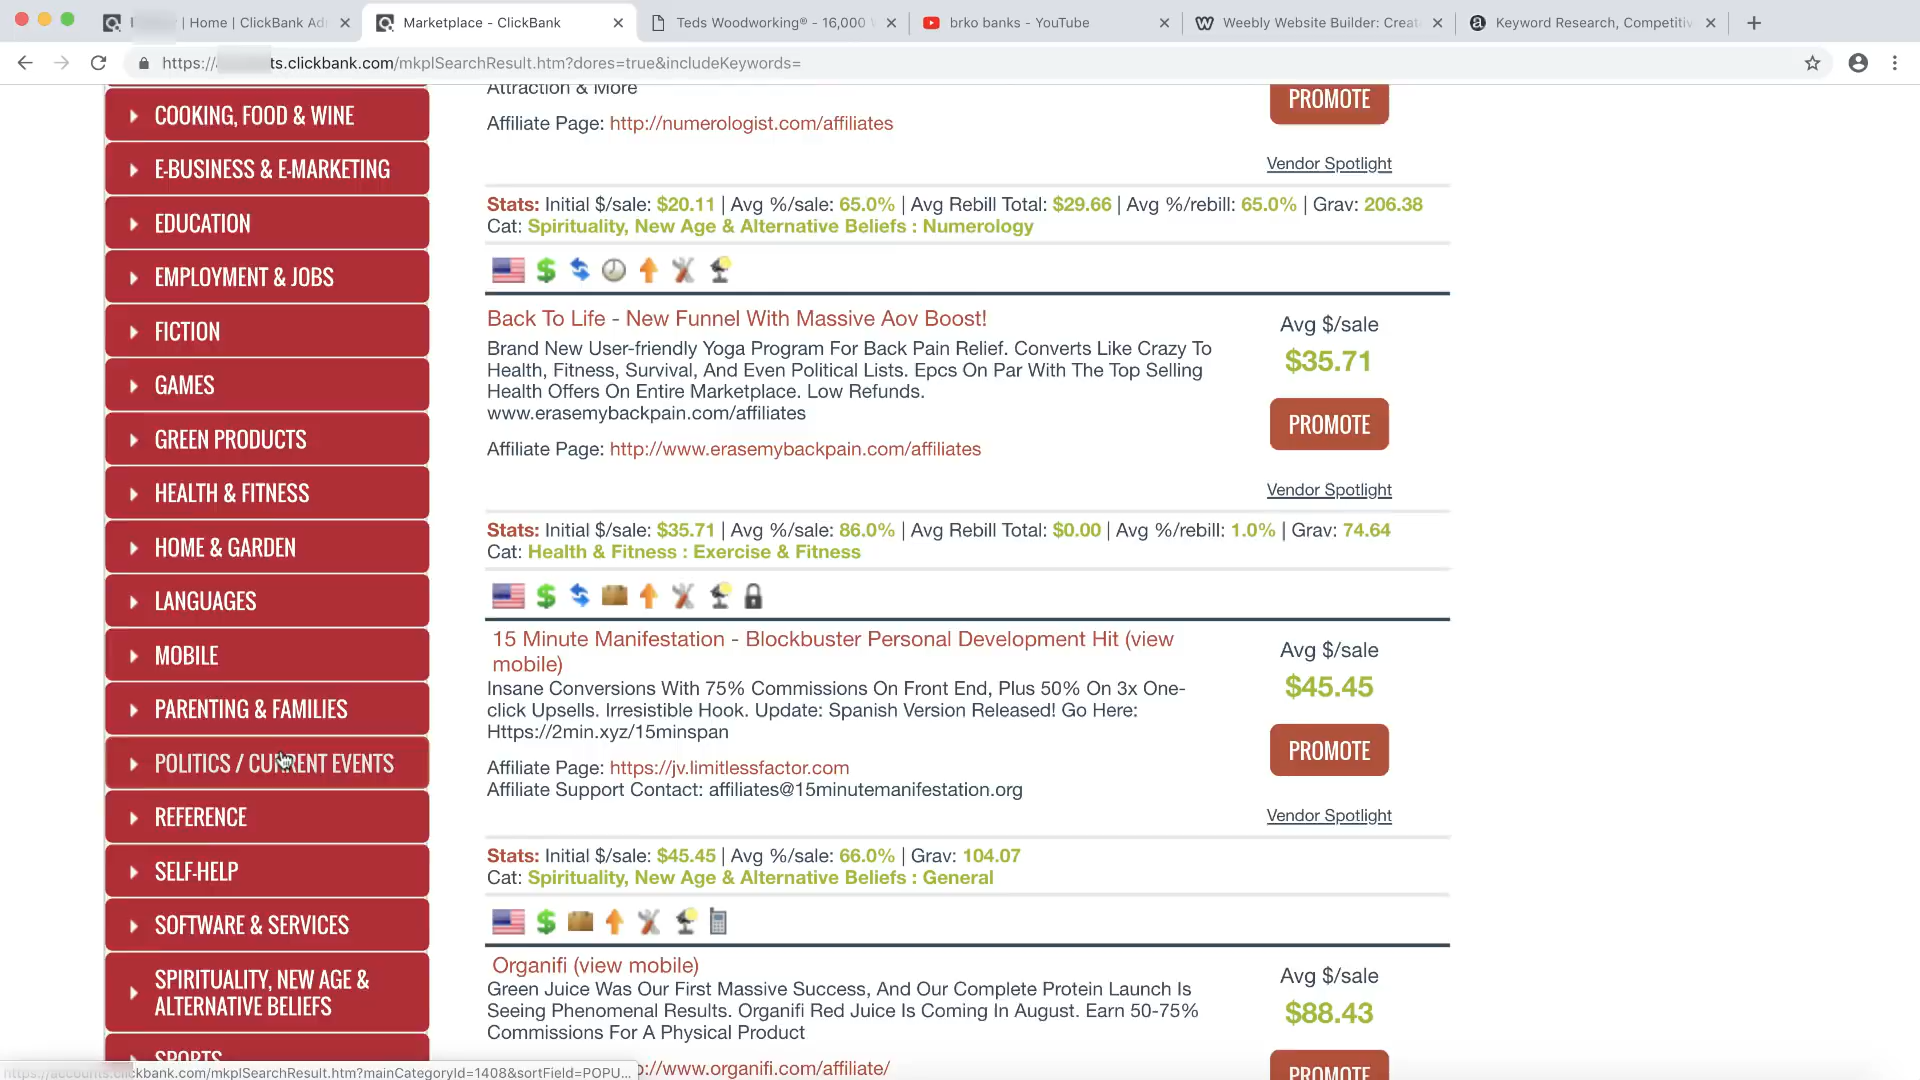 | Home | ClickBank Ad
Marketplace - ClickBank
Teds Woodworking® - 16,000
brko banks - YouTube
Weebly Website Builder: Creat
Keyword Research, Competitiv
https:// ts.clickbank.com/mkplSearchResult.htm?dores=true&includeKeywords=
COOKING, FOOD & WINE
E-BUSINESS & E-MARKETING
EDUCATION
EMPLOYMENT & JOBS
FICTION
GAMES
GREEN PRODUCTS
HEALTH & FITNESS
HOME & GARDEN
LANGUAGES
MOBILE
PARENTING & FAMILIES
POLITICS / CURRENT EVENTS
REFERENCE
SELF-HELP
SOFTWARE & SERVICES
SPIRITUALITY, NEW AGE &
ALTERNATIVE BELIEFS
SPORTS
Attraction & More
Affiliate Page: http://numerologist.com/affiliates
PROMOTE
Vendor Spotlight
Stats: Initial $/sale: $20.11 | Avg %/sale: 65.0% | Avg Rebill Total: $29.66 | Avg %/rebill: 65.0% | Grav: 206.38
Cat: Spirituality, New Age & Alternative Beliefs : Numerology
Back To Life - New Funnel With Massive Aov Boost!
Brand New User-friendly Yoga Program For Back Pain Relief. Converts Like Crazy To
Health, Fitness, Survival, And Even Political Lists. Epcs On Par With The Top Selling
Health Offers On Entire Marketplace. Low Refunds.
www.erasemybackpain.com/affiliates
Affiliate Page: http://www.erasemybackpain.com/affiliates
Avg $/sale
$35.71
PROMOTE
Vendor Spotlight
Stats: Initial $/sale: $35.71 | Avg %/sale: 86.0% | Avg Rebill Total: $0.00 | Avg %/rebill: 1.0% | Grav: 74.64
Cat: Health & Fitness : Exercise & Fitness
15 Minute Manifestation - Blockbuster Personal Development Hit (view
mobile)
Insane Conversions With 75% Commissions On Front End, Plus 50% On 3x One-
click Upsells. Irresistible Hook. Update: Spanish Version Released! Go Here:
Https://2min.xyz/15minspan
Affiliate Page: https://jv.limitlessfactor.com
Affiliate Support Contact: affiliates@15minutemanifestation.org
Avg $/sale
$45.45
PROMOTE
Vendor Spotlight
Stats: Initial $/sale: $45.45 | Avg %/sale: 66.0% | Grav: 104.07
Cat: Spirituality, New Age & Alternative Beliefs : General
Organifi (view mobile)
Green Juice Was Our First Massive Success, And Our Complete Protein Launch Is
Seeing Phenomenal Results. Organifi Red Juice Is Coming In August. Earn 50-75%
Commissions For A Physical Product
://www.organifi.com/affiliate/
Avg $/sale
$88.43
PROMOTE
https://accounts.clickbank.com/mkplSearchResult.htm?mainCategoryId=1408&sortField=POPU...